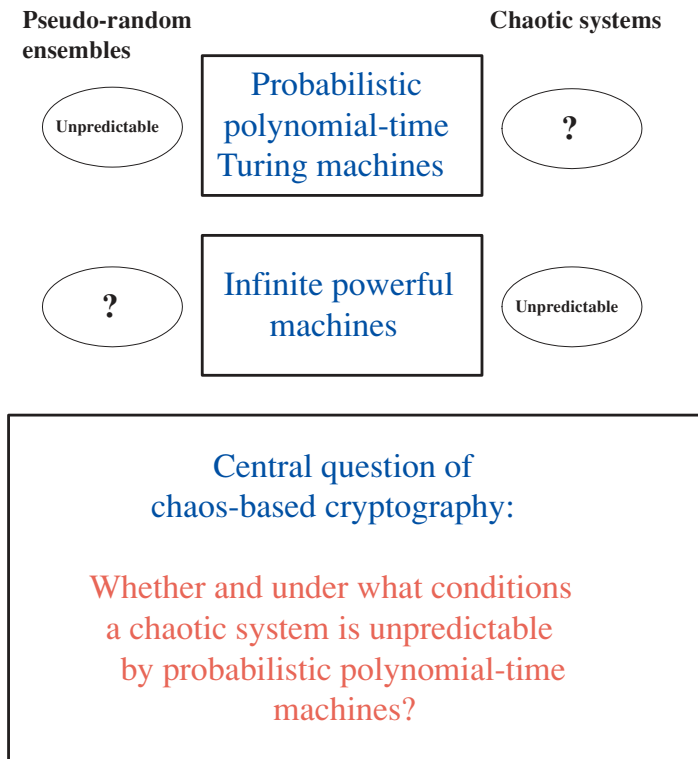 Pseudo-random
ensembles
Chaotic systems
Unpredictable
Probabilistic
polynomial-time
Turing machines
?
?
Infinite powerful
machines
Unpredictable
Central question of
chaos-based cryptography:
Whether and under what conditions
a chaotic system is unpredictable
by probabilistic polynomial-time
machines?